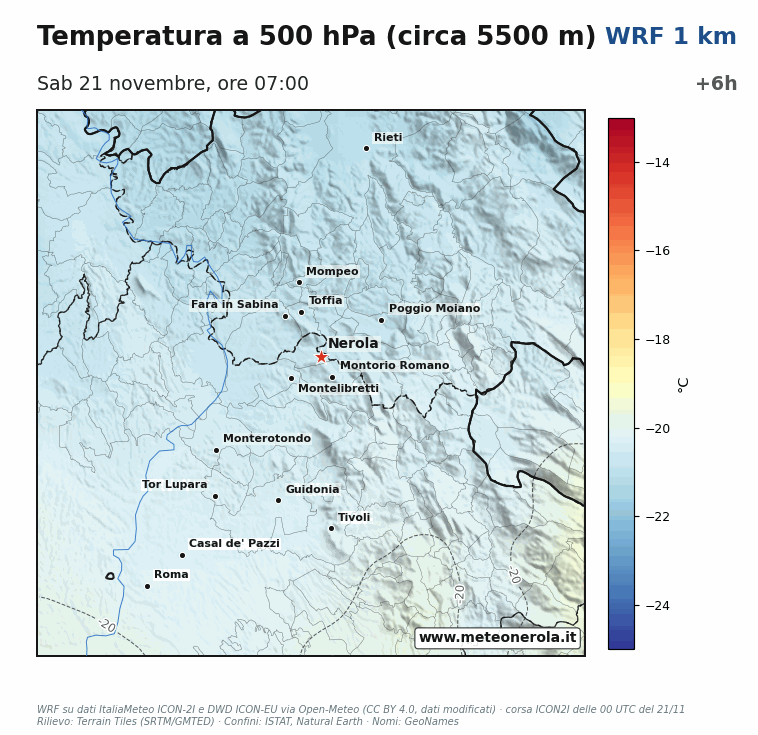 Temperatura a 500 hPa (circa 5500 m) WRF 1 km
Sab 21 novembre, ore 07:00 +6h
Rieti
Mompeo
Fara in Sabina Toffia
Poggio Moiano
Nerola
Montorio Romano
Montelibretti
Monterotondo
Tor Lupara
Guidonia
Tivoli
Casal de' Pazzi
Roma
-20
-20
-20
www.meteonerola.it
−14
−16
−18
−20
−22
−24
°C
WRF su dati ItaliaMeteo ICON-2I e DWD ICON-EU via Open-Meteo (CC BY 4.0, dati modificati) · corsa ICON2I delle 00 UTC del 21/11
Rilievo: Terrain Tiles (SRTM/GMTED) · Confini: ISTAT, Natural Earth · Nomi: GeoNames